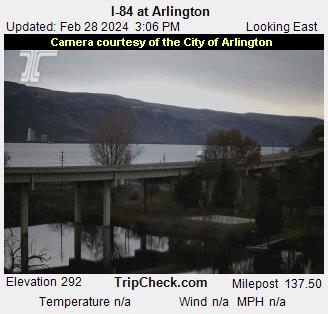 I-84 at Arlington
Updated: Feb 28 2024 3:06 PM Looking East
Camera courtesy of the City of Arlington
Elevation 292 TripCheck.com Milepost 137.50
Temperature n/a Wind n/a MPH n/a